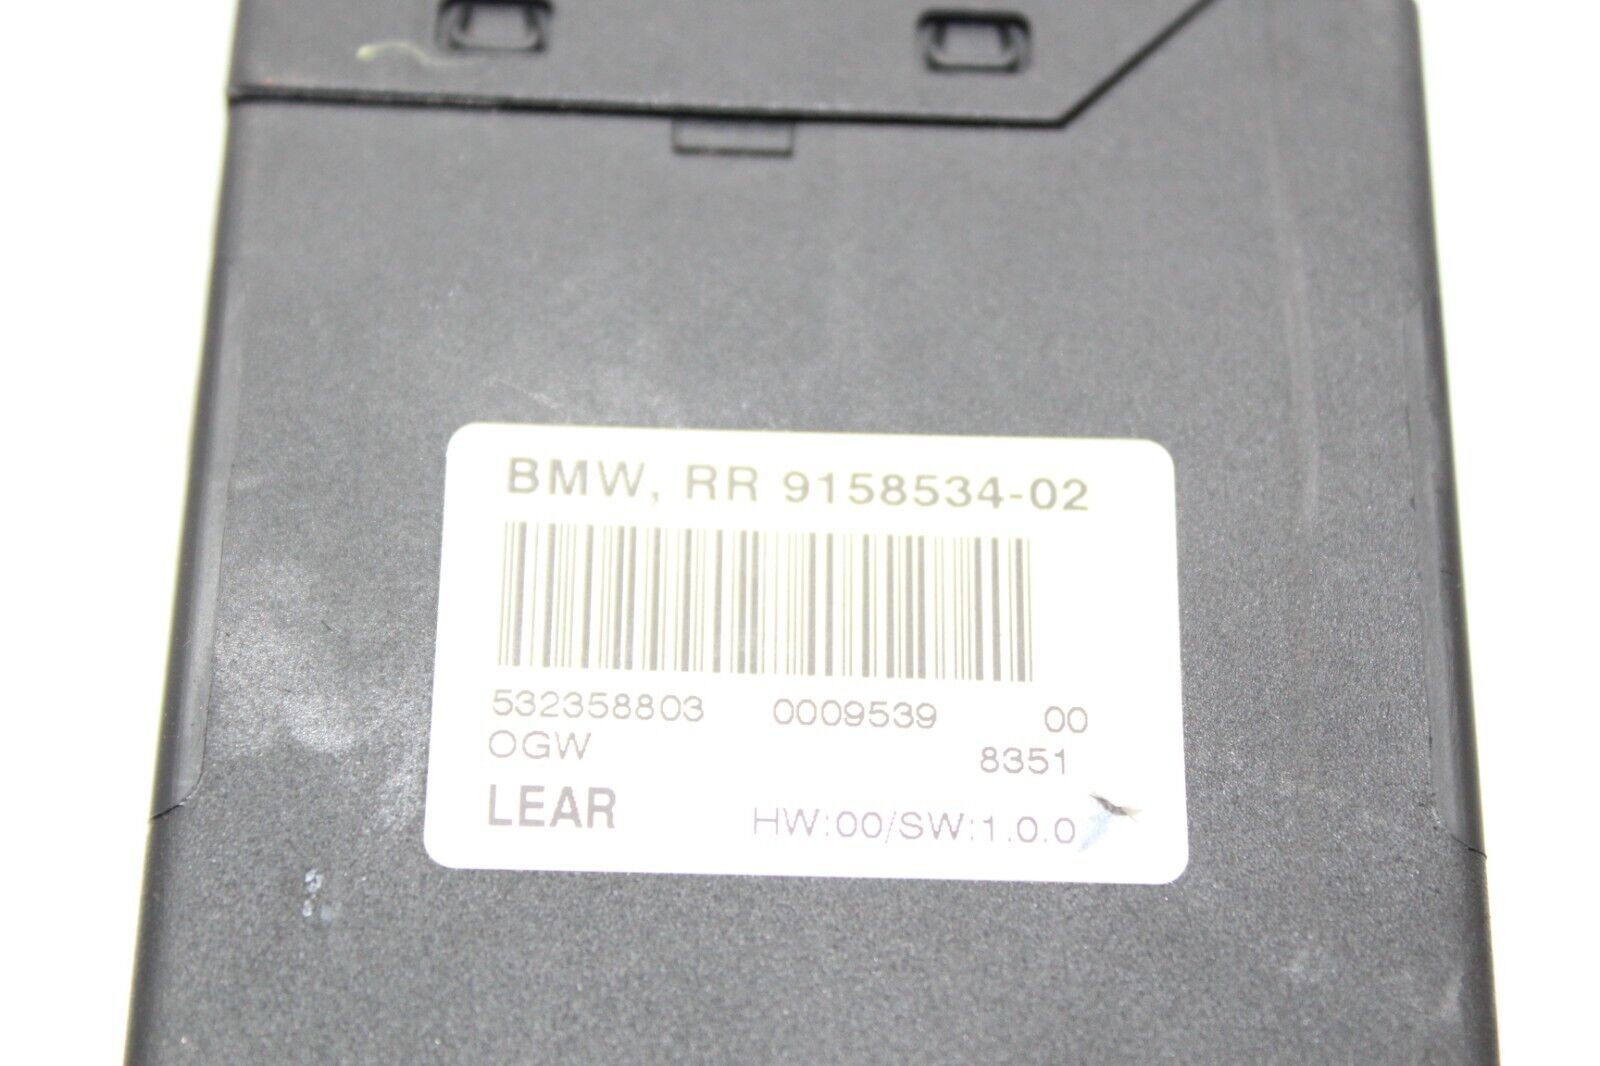 BMW, RR 9158534-02
532358803 0009539 00
OGW 8351
LEAR HW:00/SW:1.0.0